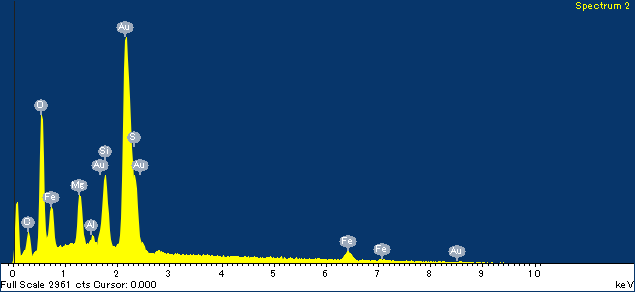 Spectrum 2
Au
O
S
Si
Au
Au
Mg
Fe
Al
C
Fe
Fe
Au
0 1 2 3 4 5 6 7 8 9 10
Full Scale 2961 cts Cursor: 0.000 keV